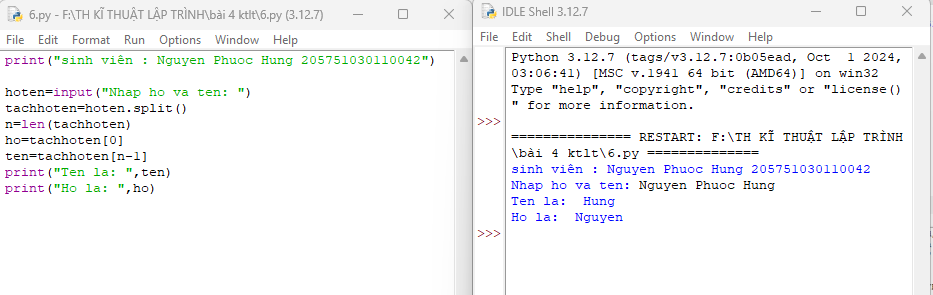 6.py - F:\TH KĨ THUẬT LẬP TRÌNH\bài 4 ktlt\6.py (3.12.7)
File Edit Format Run Options Window Help
print("sinh viên : Nguyen Phuoc Hung 205751030110042")
hoten=input("Nhap ho va ten: ")
tachhoten=hoten.split()
n=len(tachhoten)
ho=tachhoten[0]
ten=tachhoten[n-1]
print("Ten la: ",ten)
print("Ho la: ",ho)
IDLE Shell 3.12.7
File Edit Shell Debug Options Window Help
Python 3.12.7 (tags/v3.12.7:0b05ead, Oct  1 2024,
03:06:41) [MSC v.1941 64 bit (AMD64)] on win32
Type "help", "copyright", "credits" or "license()
" for more information.
>>>
=============== RESTART: F:\TH KĨ THUẬT LẬP TRÌNH
\bài 4 ktlt\6.py ==============
sinh viên : Nguyen Phuoc Hung 205751030110042
Nhap ho va ten: Nguyen Phuoc Hung
Ten la:  Hung
Ho la:  Nguyen
>>>